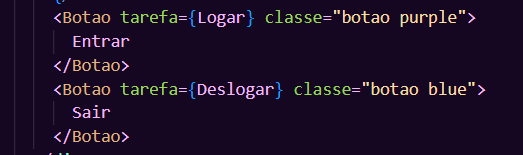 <Botao tarefa={Logar} classe="botao purple">
Entrar
</Botao>
<Botao tarefa={Deslogar} classe="botao blue">
Sair
</Botao>